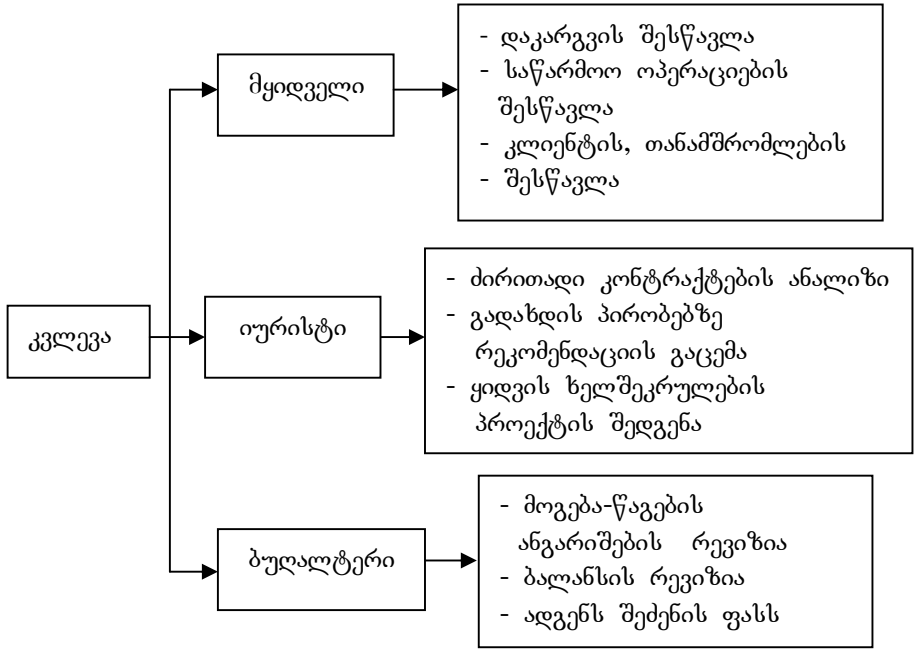 კვლევა
მყიდველი
- დაკარგვის შესწავლა
- საწარმოო ოპერაციების
შესწავლა
- კლიენტის, თანამშრომლების
- შესწავლა
იურისტი
- ძირითადი კონტრაქტების ანალიზი
- გადახდის პირობებზე
რეკომენდაციის გაცემა
- ყიდვის ხელშეკრულების
პროექტის შედგენა
ბუღალტერი
- მოგება-წაგების
ანგარიშების რევიზია
- ბალანსის რევიზია
- ადგენს შეძენის ფასს